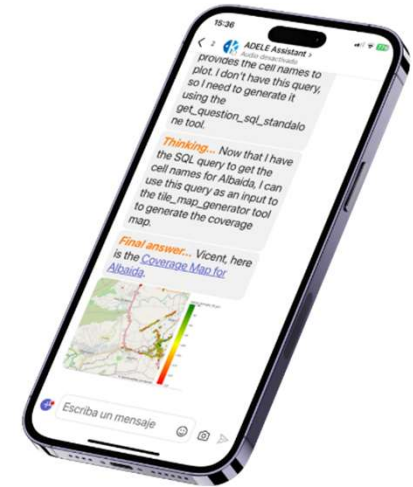 15:36
2
ADELE Assistant >
Audio desactivado
provides the cell names to
plot. I don't have this query,
so I need to generate it
using the
get_question_sql_standalo
ne tool.
Thinking... Now that I have
the SQL query to get the
cell names for Albaida, I can
use this query as an input to
the tile_map_generator tool
to generate the coverage
map.
Final answer... Vicent, here
is the Coverage Map for
Albaida.
Escriba un mensaje